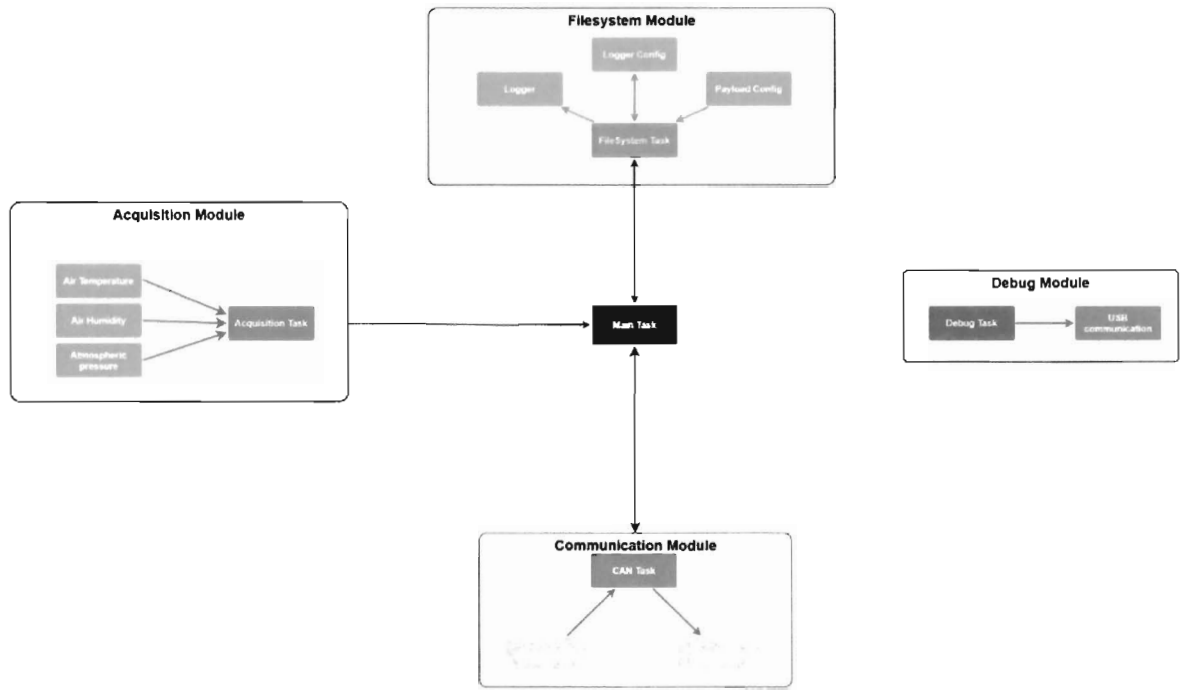 Filesystem Module
Logger Config
Logger
Payload Config
FileSystem Task
Acquisition Module
Air Temperature
Air Humidity
Acquisition Task
Atmospheric
pressure
Main Task
Debug Module
Debug Task
USB
communication
Communication Module
CAN Task